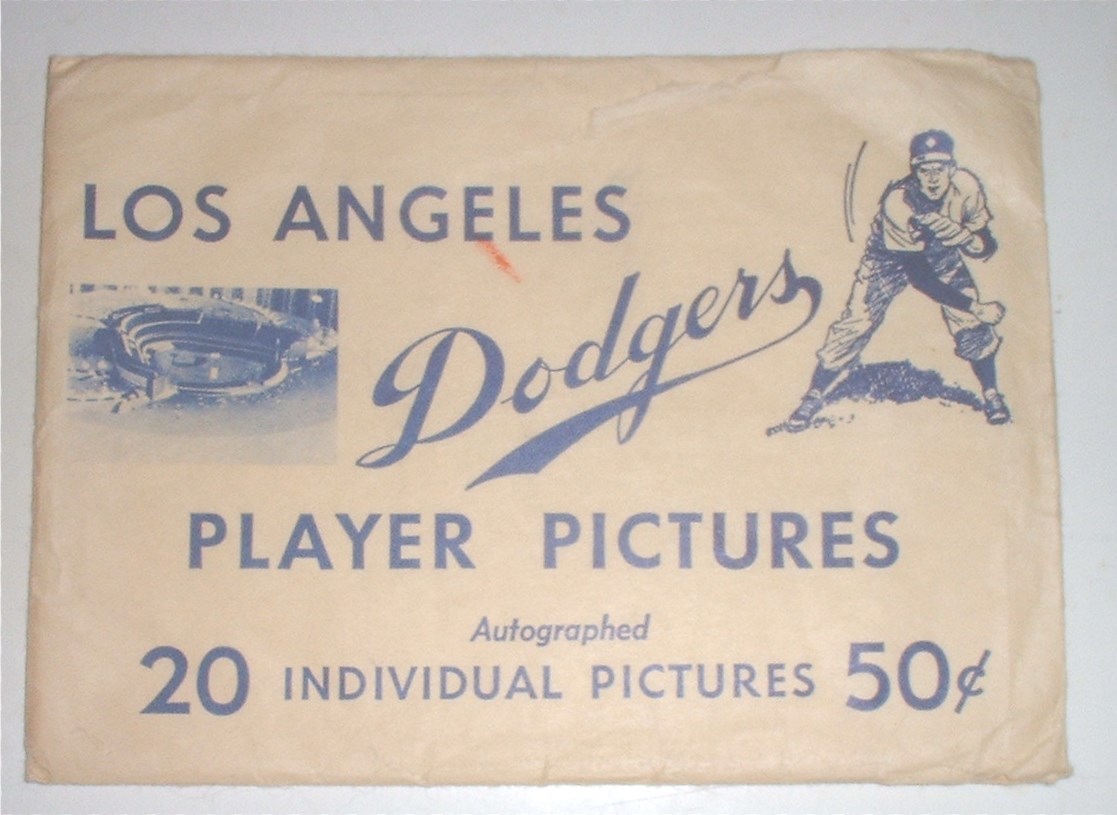 LOS ANGELES
Dodgers
PLAYER PICTURES
Autographed
20 INDIVIDUAL PICTURES 50¢